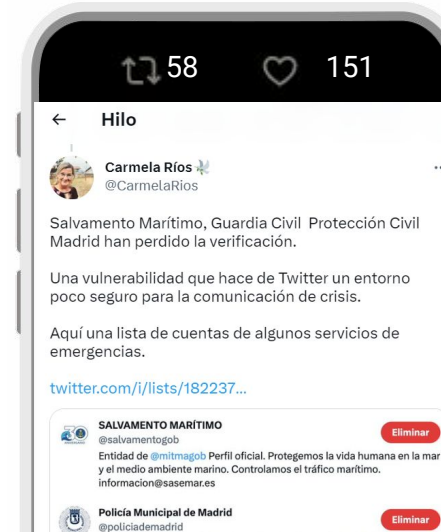 58 151
Hilo
Carmela Ríos
@CarmelaRios
Salvamento Marítimo, Guardia Civil Protección Civil
Madrid han perdido la verificación.
Una vulnerabilidad que hace de Twitter un entorno
poco seguro para la comunicación de crisis.
Aquí una lista de cuentas de algunos servicios de
emergencias.
twitter.com/i/lists/182237...
SALVAMENTO MARÍTIMO
@salvamentogob
Eliminar
Entidad de @mitmagob Perfil oficial. Protegemos la vida humana en la mar
y el medio ambiente marino. Controlamos el tráfico marítimo.
informacion@sasemar.es
Policía Municipal de Madrid
@policiademadrid
Eliminar